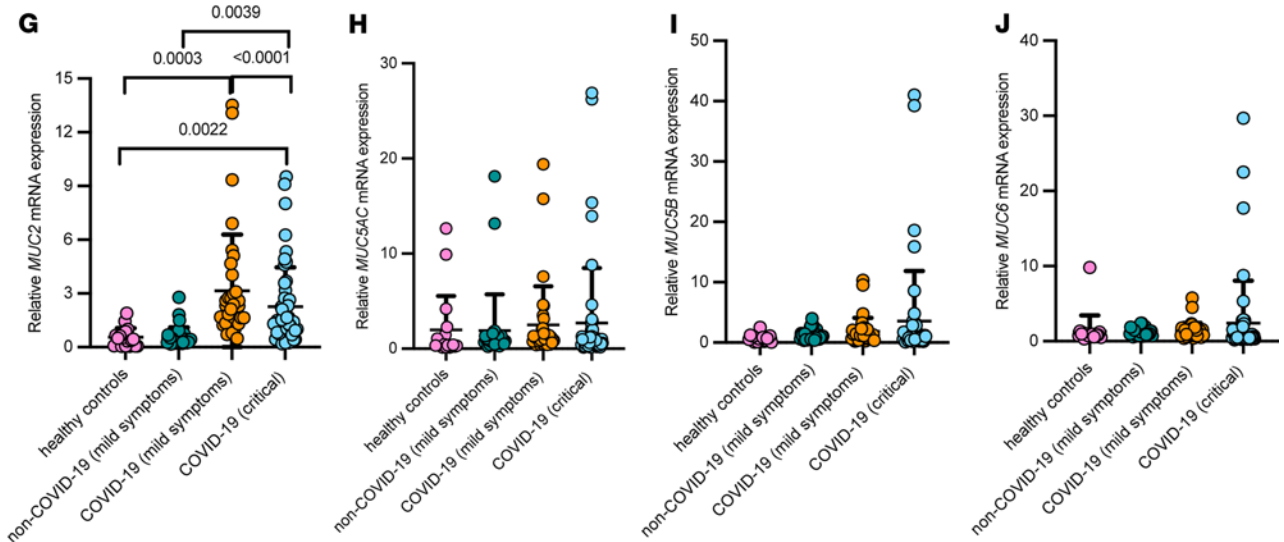 G
0.0039
0.0003
<0.0001
0.0022
Relative MUC2 mRNA expression
15
12
9
6
3
0
healthy controls
non-COVID-19 (mild symptoms)
COVID-19 (mild symptoms)
COVID-19 (critical)
H
Relative MUC5AC mRNA expression
30
20
10
0
healthy controls
non-COVID-19 (mild symptoms)
COVID-19 (mild symptoms)
COVID-19 (critical)
I
Relative MUC5B mRNA expression
50
40
30
20
10
0
healthy controls
non-COVID-19 (mild symptoms)
COVID-19 (mild symptoms)
COVID-19 (critical)
J
Relative MUC6 mRNA expression
40
30
20
10
0
healthy controls
non-COVID-19 (mild symptoms)
COVID-19 (mild symptoms)
COVID-19 (critical)